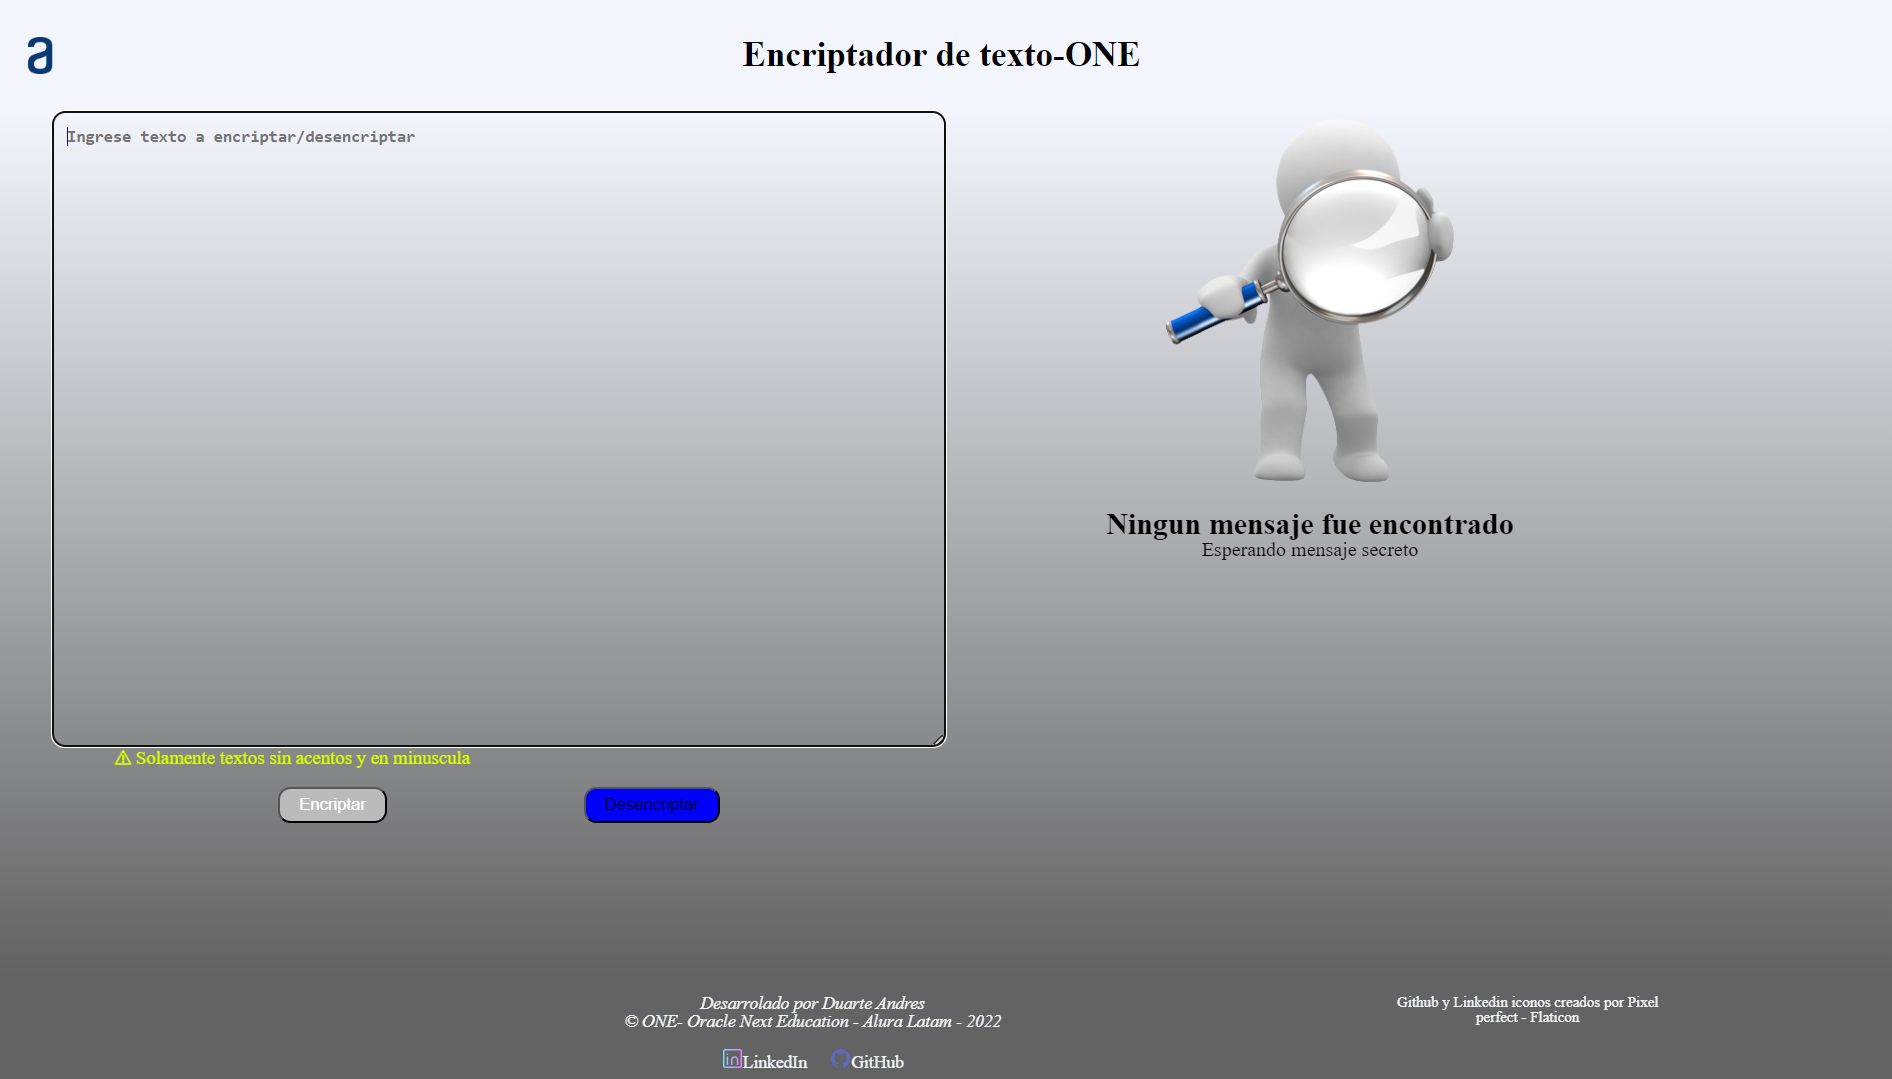 a
Encriptador de texto-ONE
Ingrese texto a encriptar/desencriptar
Ningun mensaje fue encontrado
Esperando mensaje secreto
⚠ Solamente textos sin acentos y en minuscula
Encriptar
Desencriptar
Desarrolado por Duarte Andres
© ONE- Oracle Next Education - Alura Latam - 2022
in LinkedIn GitHub
Github y Linkedin iconos creados por Pixel
perfect - Flaticon